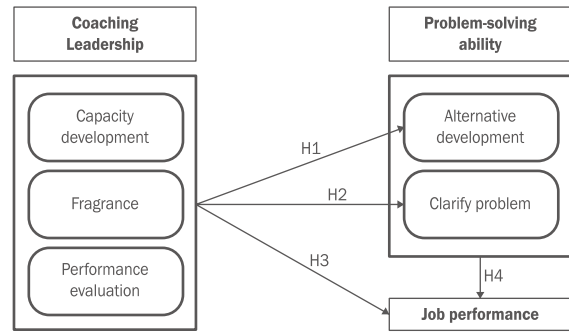 Coaching
Leadership
Problem-solving
ability
Capacity
development
Fragrance
Performance
evaluation
H1
H2
H3
Alternative
development
Clarify problem
H4
Job performance